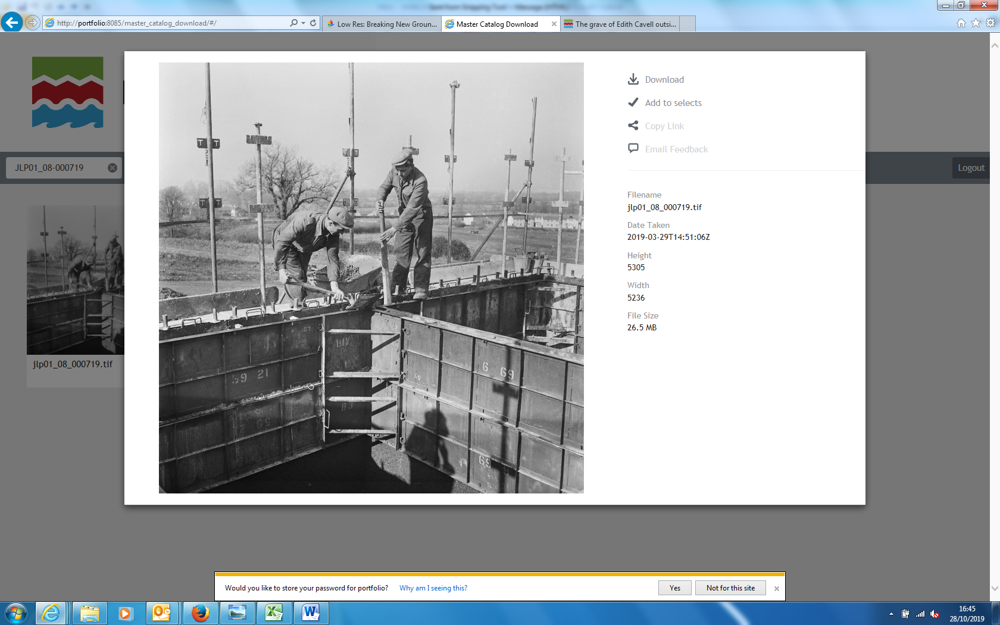 http://portfolio:8085/master_catalog_download/#/
Low Res: Breaking New Groun...
Master Catalog Download
The grave of Edith Cavell outsi...
JLP01_08-000719
Logout
jlp01_08_000719.tif
T T
59 21
B1Y
B3
6 69
48
69
Download
Add to selects
Copy Link
Email Feedback
Filename
jlp01_08_000719.tif
Date Taken
2019-03-29T14:51:06Z
Height
5305
Width
5236
File Size
26.5 MB
Would you like to store your password for portfolio?
Why am I seeing this?
Yes
Not for this site
16:45
28/10/2019